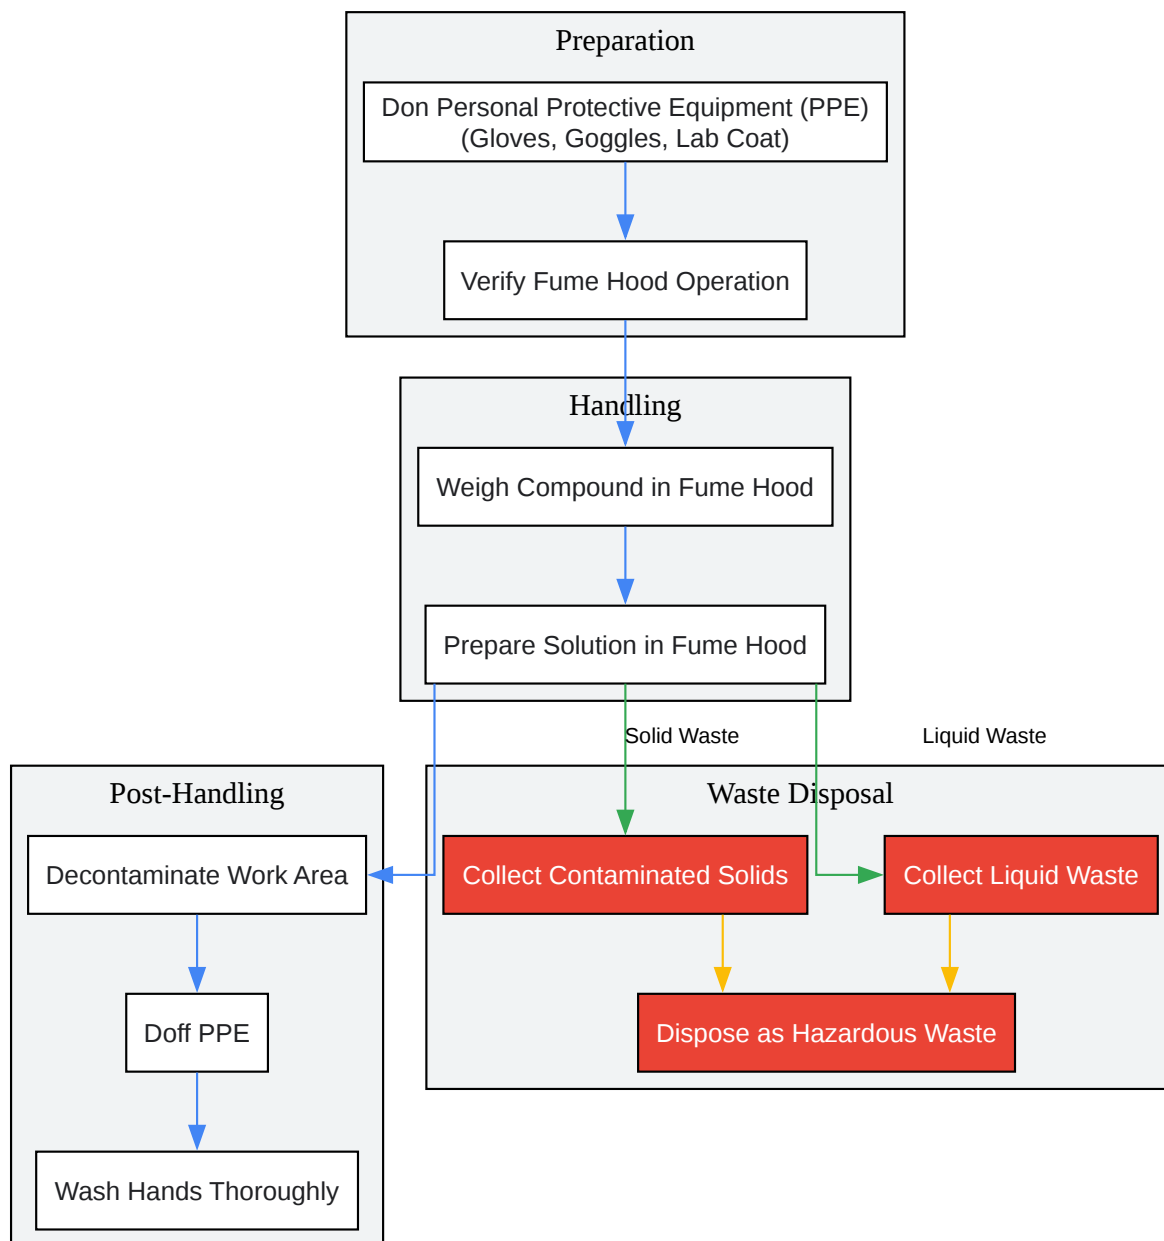 Preparation
Don Personal Protective Equipment (PPE)
(Gloves, Goggles, Lab Coat)
Verify Fume Hood Operation
Handling
Weigh Compound in Fume Hood
Prepare Solution in Fume Hood
Solid Waste
Liquid Waste
Post-Handling
Decontaminate Work Area
Doff PPE
Wash Hands Thoroughly
Waste Disposal
Collect Contaminated Solids
Collect Liquid Waste
Dispose as Hazardous Waste